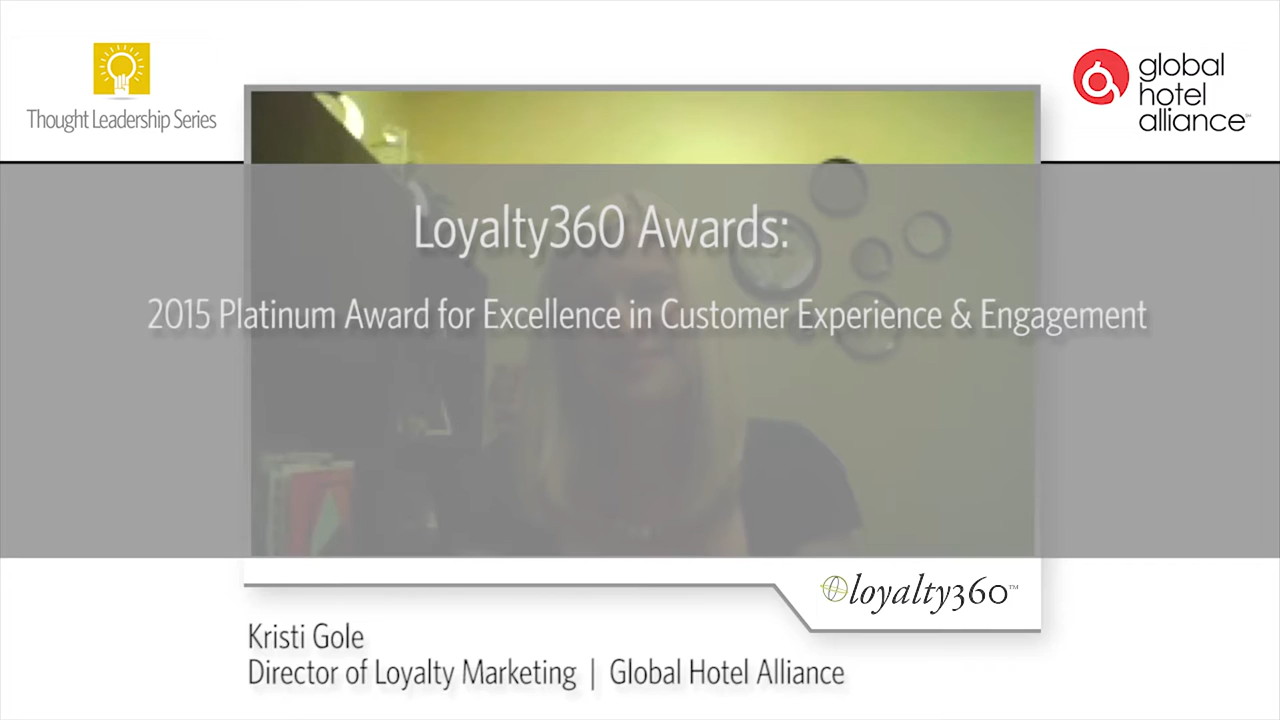 Thought Leadership Series
global
hotel
alliance
Loyalty360 Awards:
2015 Platinum Award for Excellence in Customer Experience & Engagement
loyalty360™
Kristi Gole
Director of Loyalty Marketing | Global Hotel Alliance